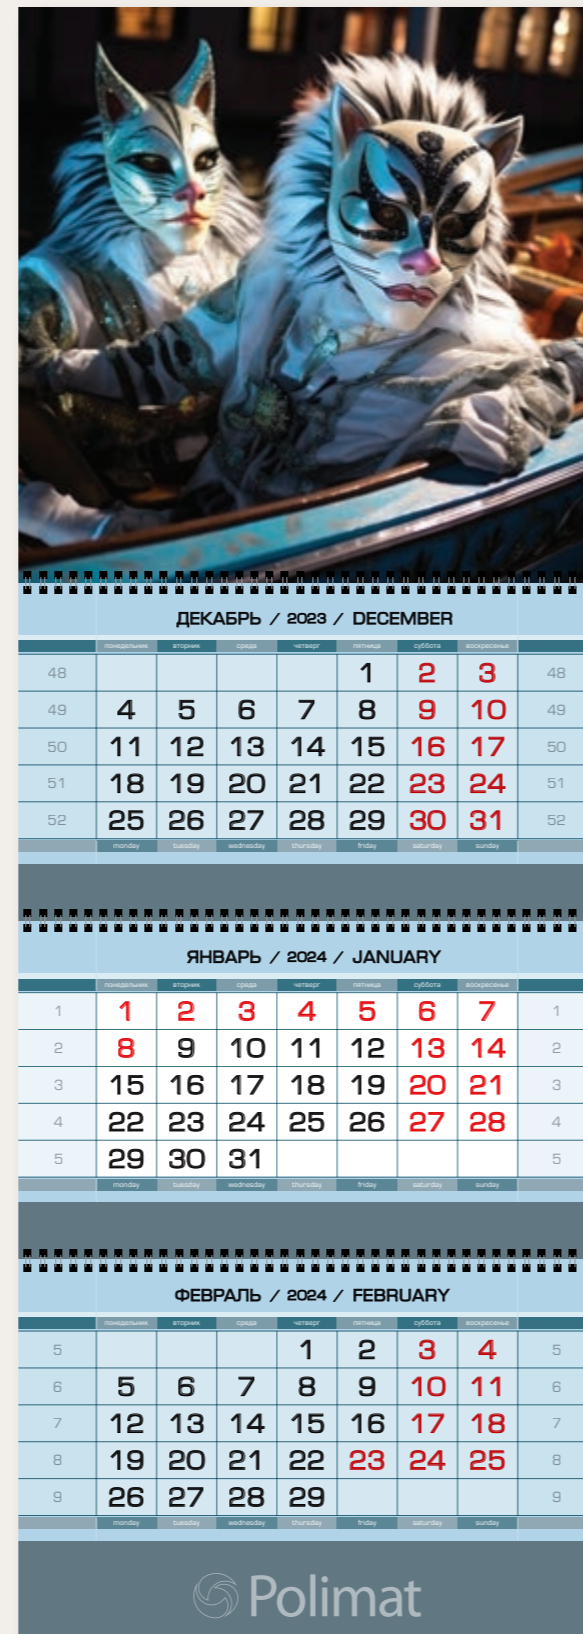 ДЕКАБРЬ / 2023 / DECEMBER
понедельник вторник среда четверг пятница суббота воскресенье
48 1 2 3 48
49 4 5 6 7 8 9 10 49
50 11 12 13 14 15 16 17 50
51 18 19 20 21 22 23 24 51
52 25 26 27 28 29 30 31 52
monday tuesday wednesday thursday friday saturday sunday
ЯНВАРЬ / 2024 / JANUARY
понедельник вторник среда четверг пятница суббота воскресенье
1 1 2 3 4 5 6 7 1
2 8 9 10 11 12 13 14 2
3 15 16 17 18 19 20 21 3
4 22 23 24 25 26 27 28 4
5 29 30 31 5
monday tuesday wednesday thursday friday saturday sunday
ФЕВРАЛЬ / 2024 / FEBRUARY
понедельник вторник среда четверг пятница суббота воскресенье
5 1 2 3 4 5
6 5 6 7 8 9 10 11 6
7 12 13 14 15 16 17 18 7
8 19 20 21 22 23 24 25 8
9 26 27 28 29 9
monday tuesday wednesday thursday friday saturday sunday
Polimat